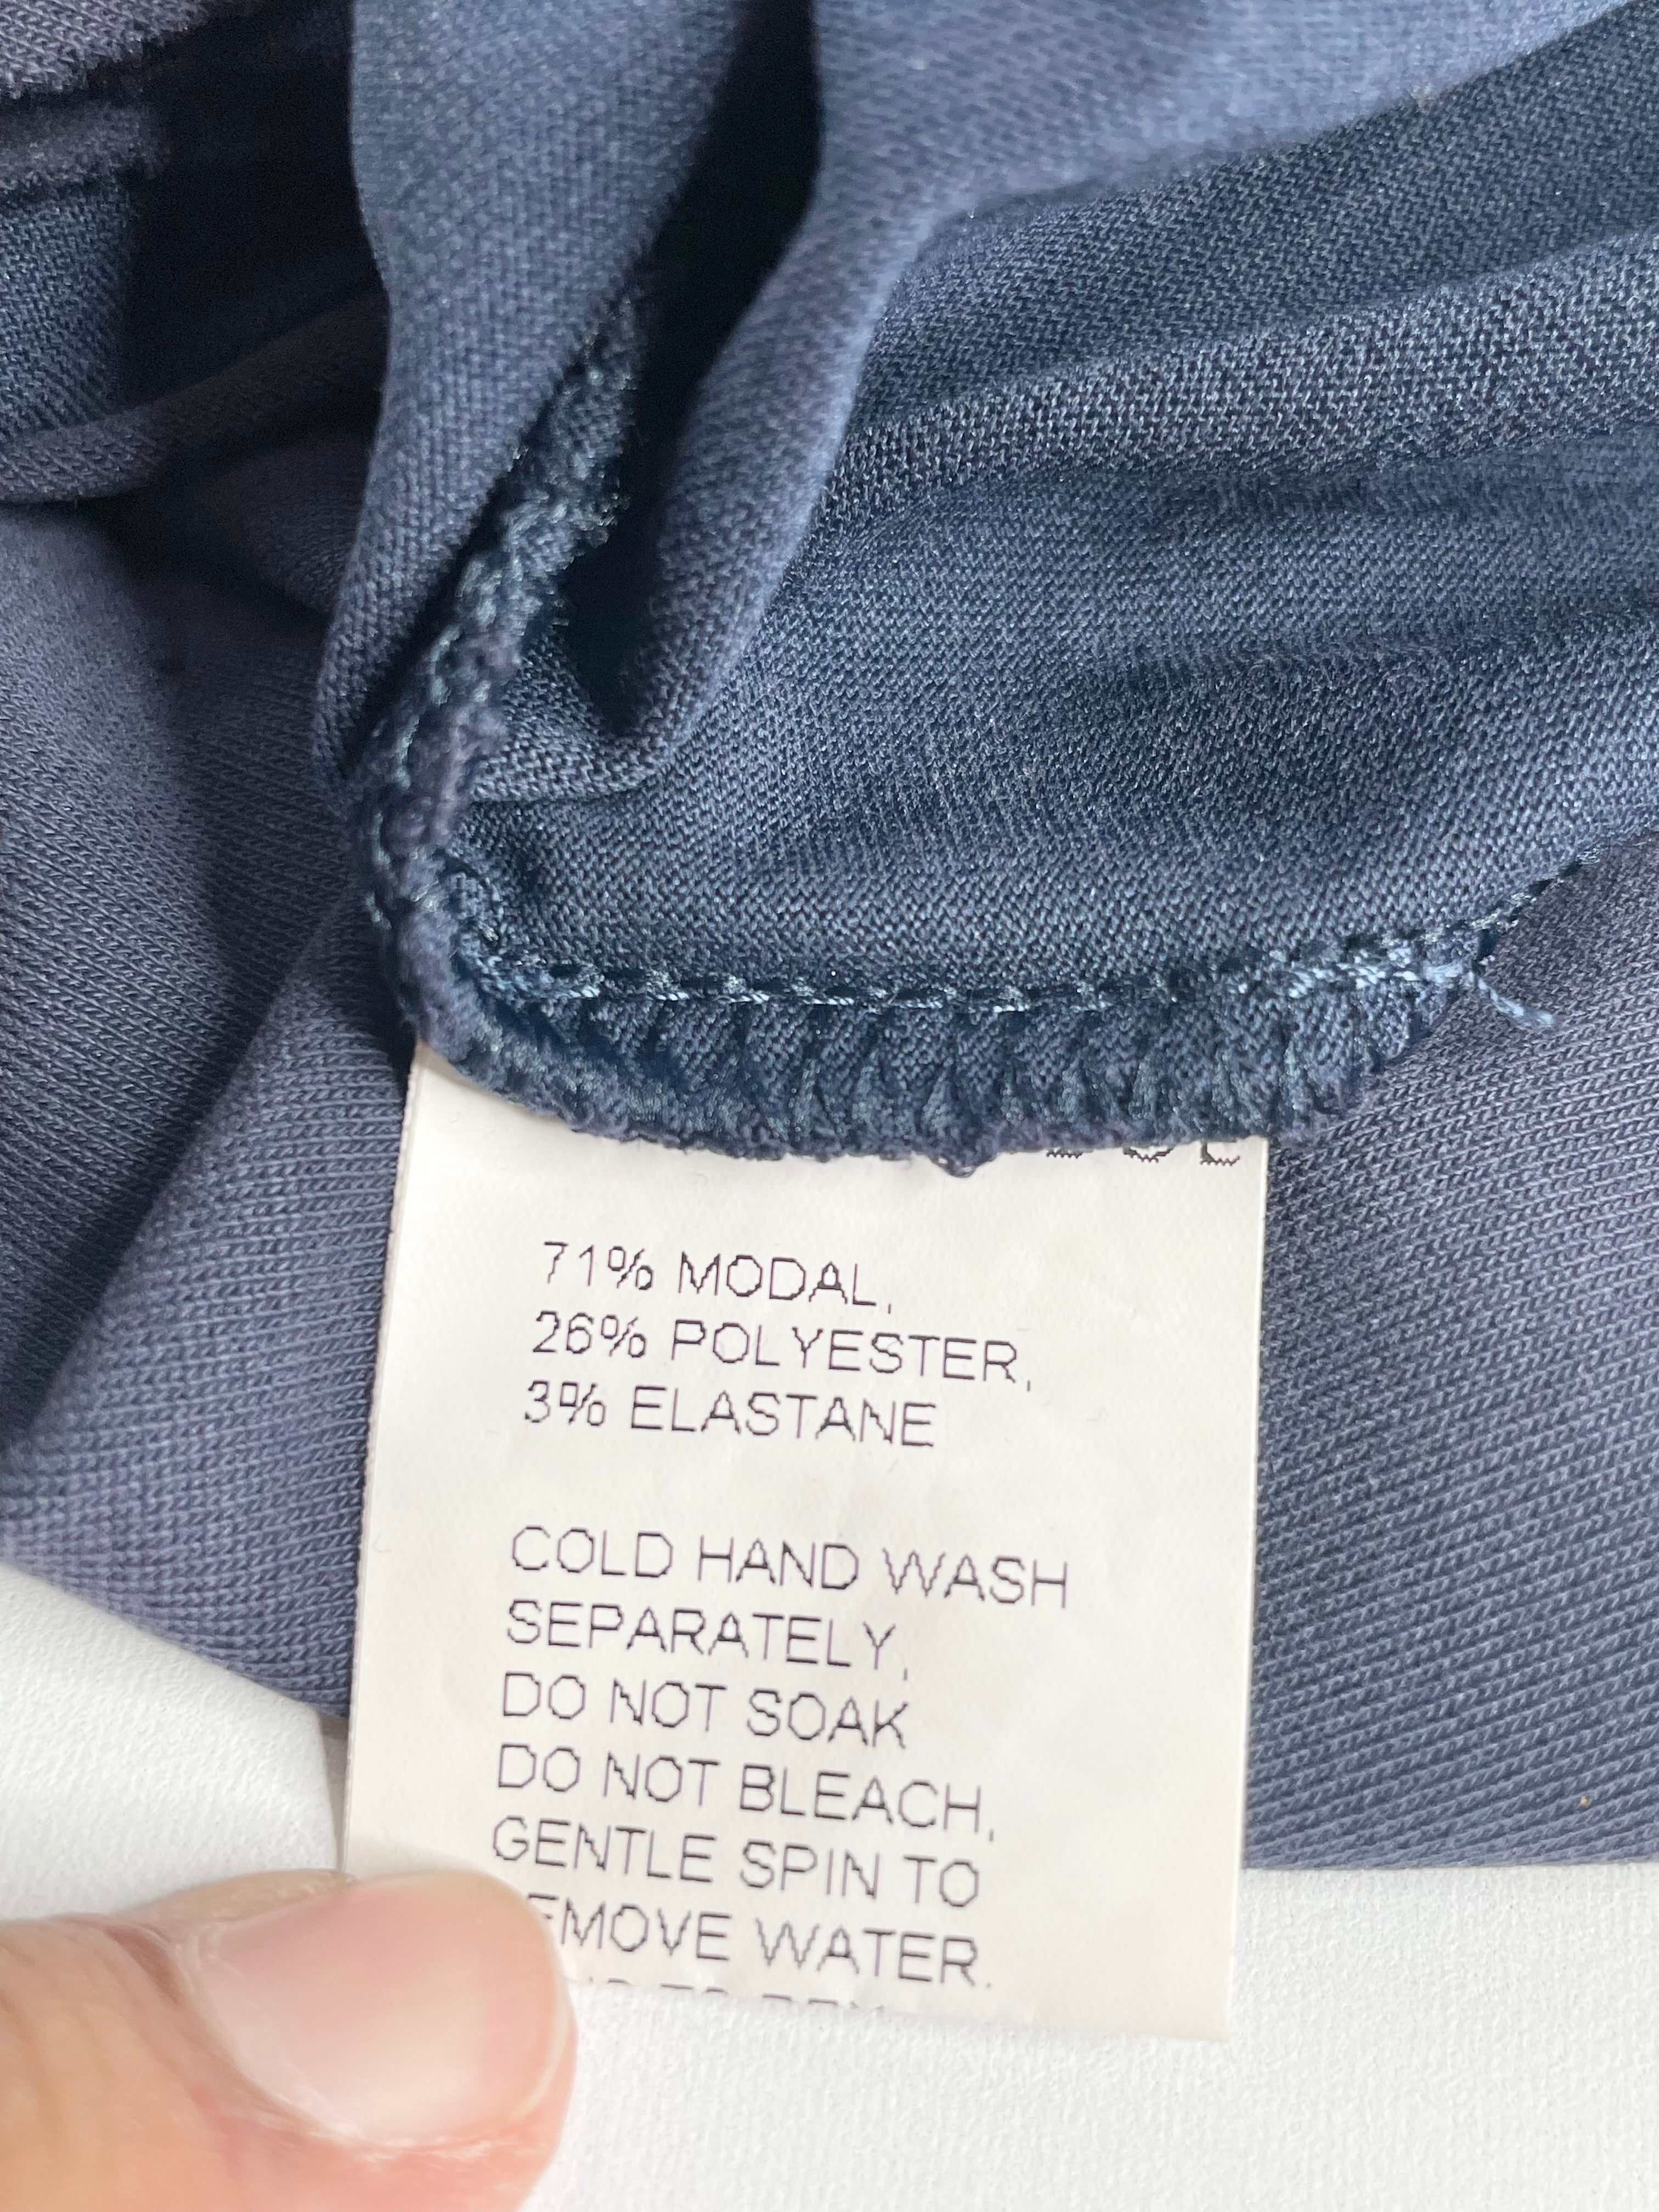 71% MODAL,
26% POLYESTER,
3% ELASTANE
COLD HAND WASH
SEPARATELY,
DO NOT SOAK
DO NOT BLEACH,
GENTLE SPIN TO
WATER.